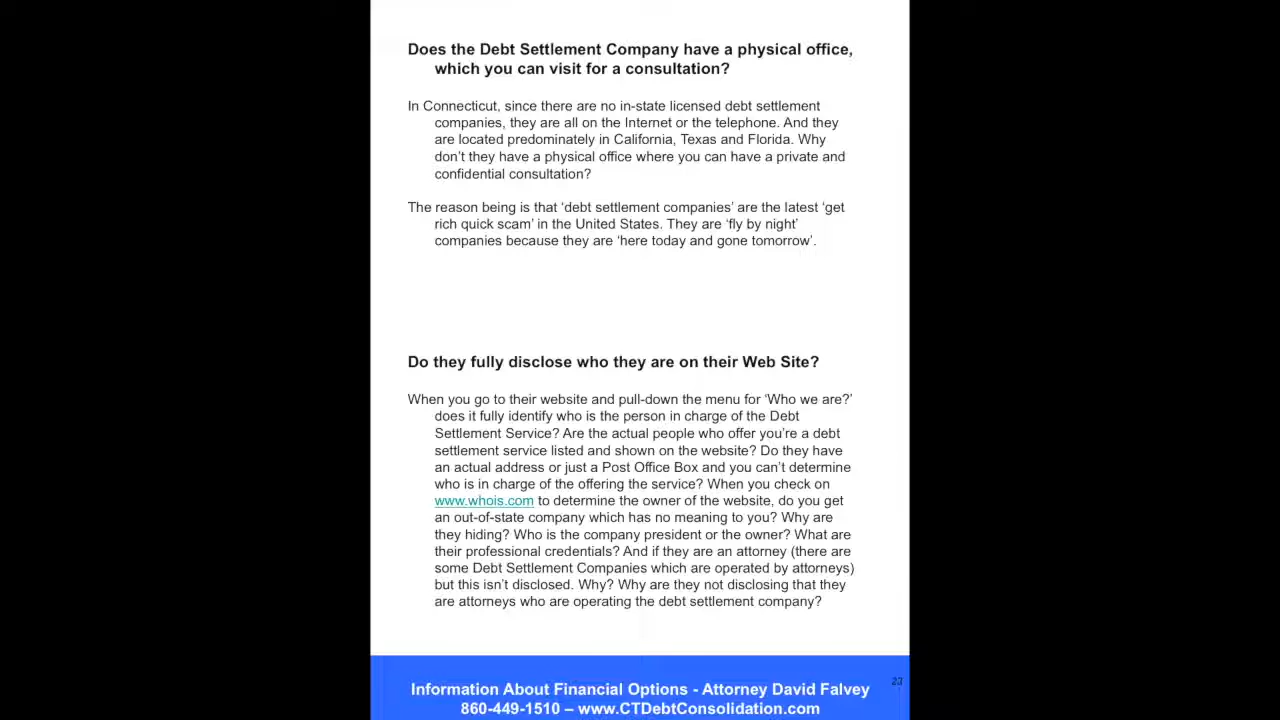 Does the Debt Settlement Company have a physical office,
which you can visit for a consultation?
In Connecticut, since there are no in-state licensed debt settlement
companies, they are all on the Internet or the telephone. And they
are located predominately in California, Texas and Florida. Why
don’t they have a physical office where you can have a private and
confidential consultation?
The reason being is that ‘debt settlement companies’ are the latest ‘get
rich quick scam’ in the United States. They are ‘fly by night’
companies because they are ‘here today and gone tomorrow’.
Do they fully disclose who they are on their Web Site?
When you go to their website and pull-down the menu for ‘Who we are?’
does it fully identify who is the person in charge of the Debt
Settlement Service? Are the actual people who offer you’re a debt
settlement service listed and shown on the website? Do they have
an actual address or just a Post Office Box and you can’t determine
who is in charge of the offering the service? When you check on
www.whois.com to determine the owner of the website, do you get
an out-of-state company which has no meaning to you? Why are
they hiding? Who is the company president or the owner? What are
their professional credentials? And if they are an attorney (there are
some Debt Settlement Companies which are operated by attorneys)
but this isn’t disclosed. Why? Why are they not disclosing that they
are attorneys who are operating the debt settlement company?
23
Information About Financial Options - Attorney David Falvey
860-449-1510 – www.CTDebtConsolidation.com